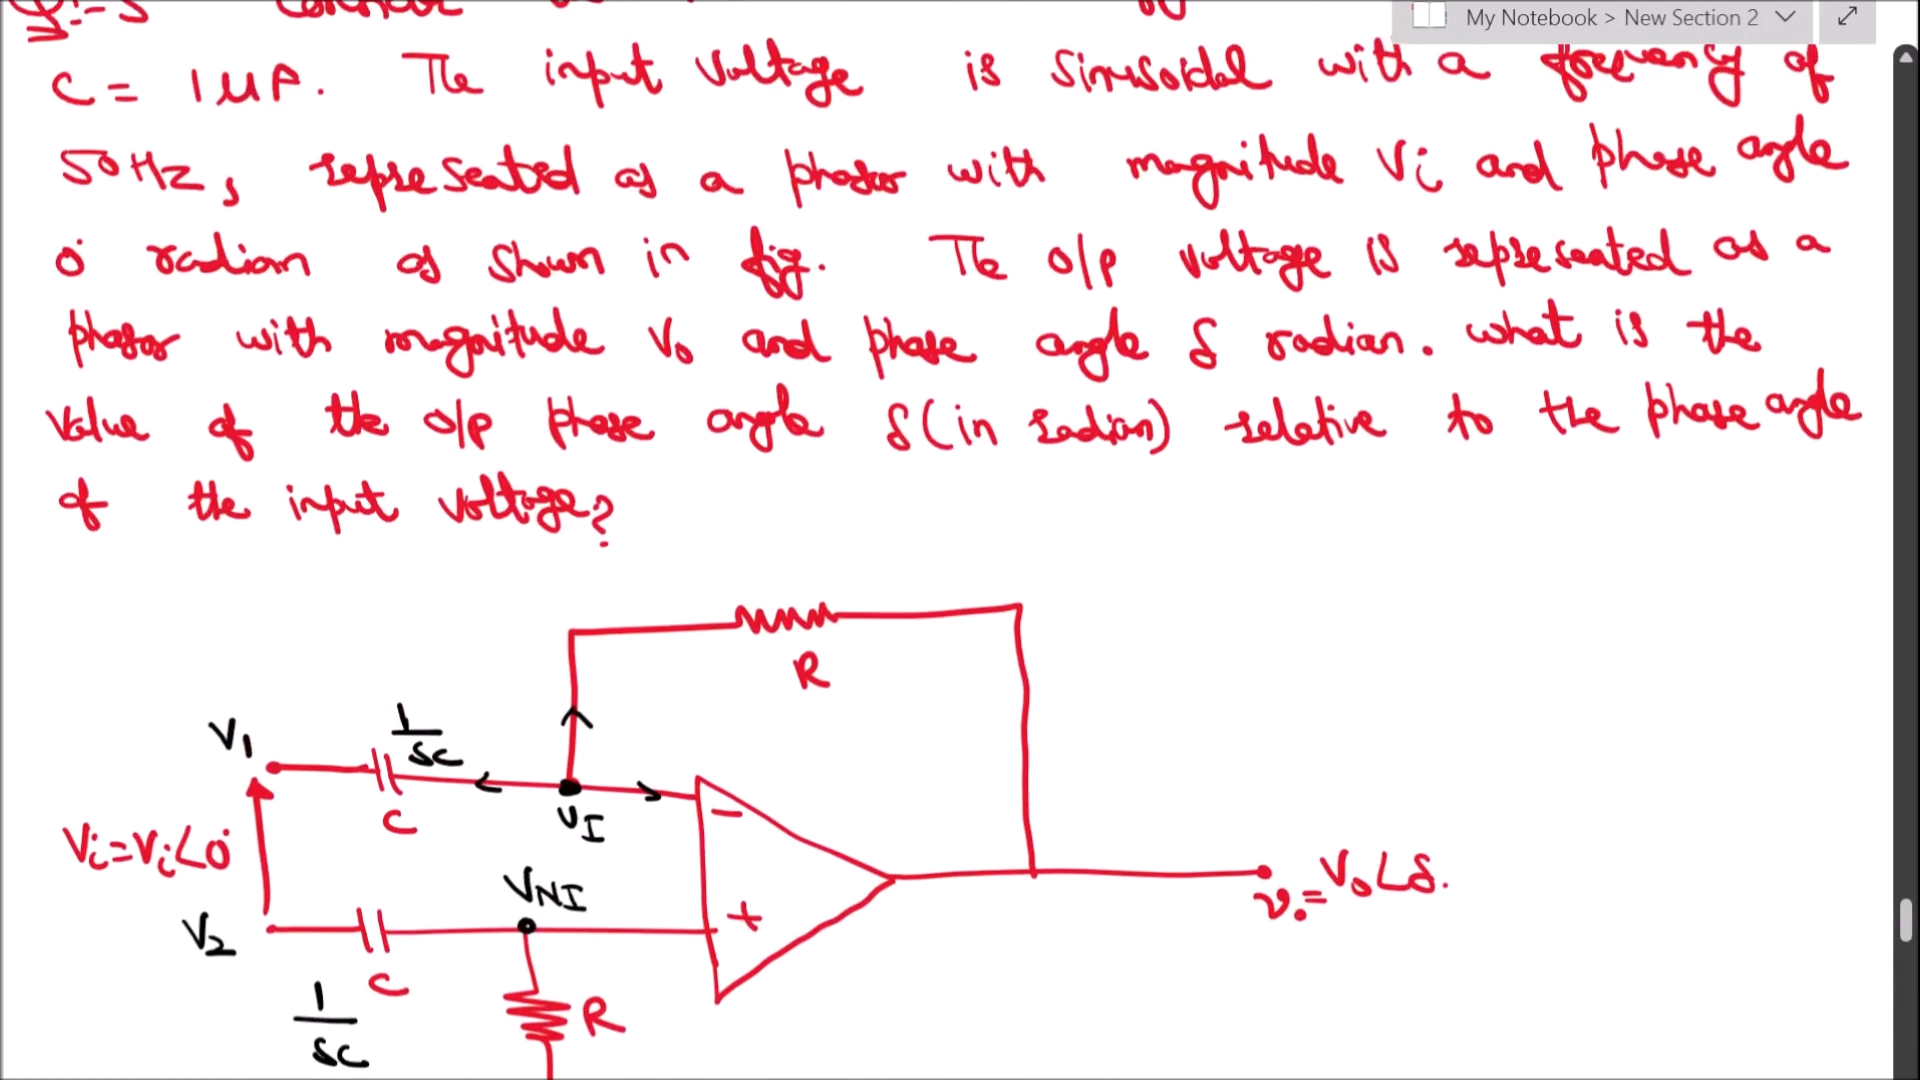 My Notebook > New Section 2
C = 1 μF. The input voltage is sinusoidal with a frequency of
50Hz, represented as a phasor with magnitude Vi and phase angle
0 radian as shown in fig. The o/p voltage is represented as a
phasor with magnitude V0 and phase angle δ radian. what is the
value of the o/p phase angle δ (in radian) relative to the phase angle
of the input voltage?
R
1/SC
V1
C
VI
−
Vi = Vi∠0
VNI
V0∠δ.
v0 =
V2
+
C
R
1/SC